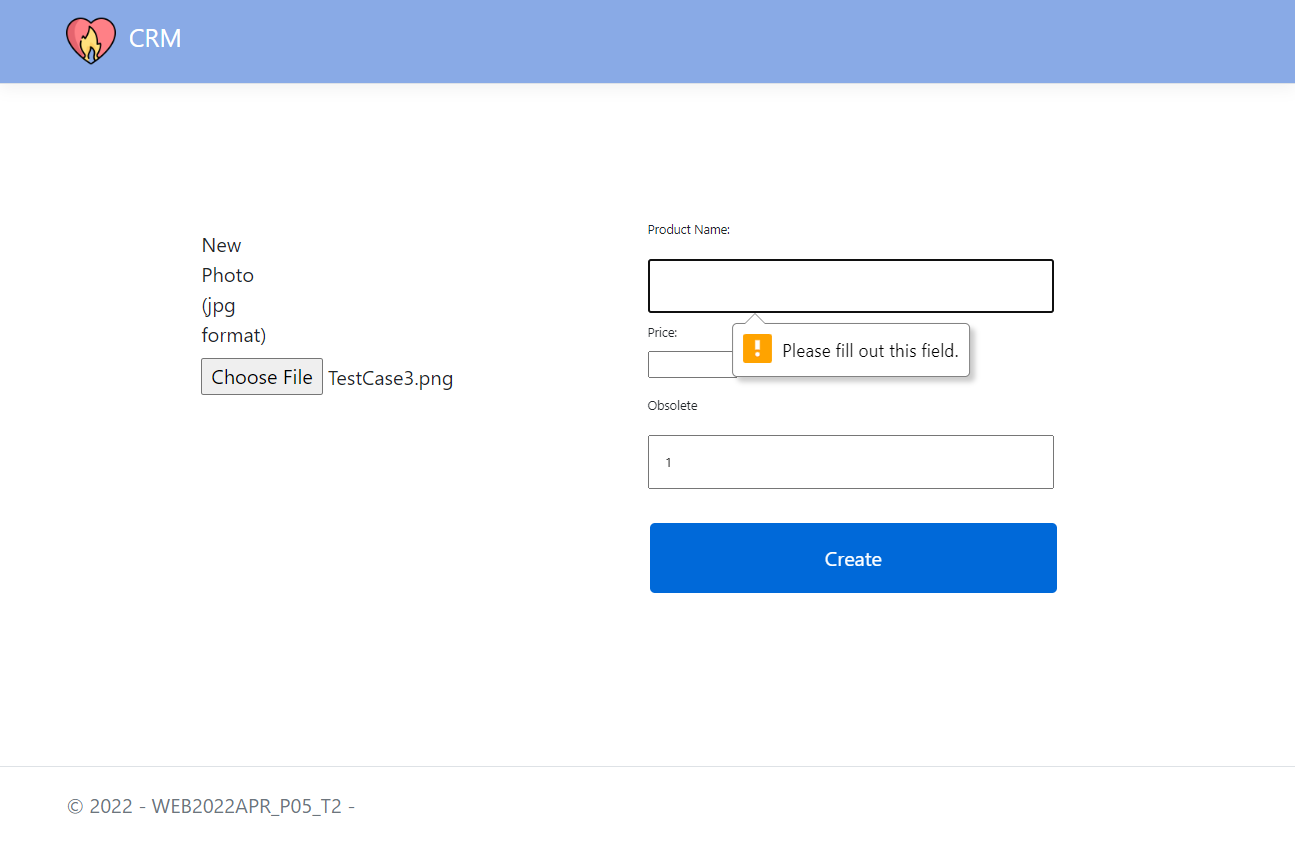 CRM
New
Photo
(jpg
format)
Choose File TestCase3.png
Product Name:
Price:
Please fill out this field.
Obsolete
1
Create
© 2022 - WEB2022APR_P05_T2 -